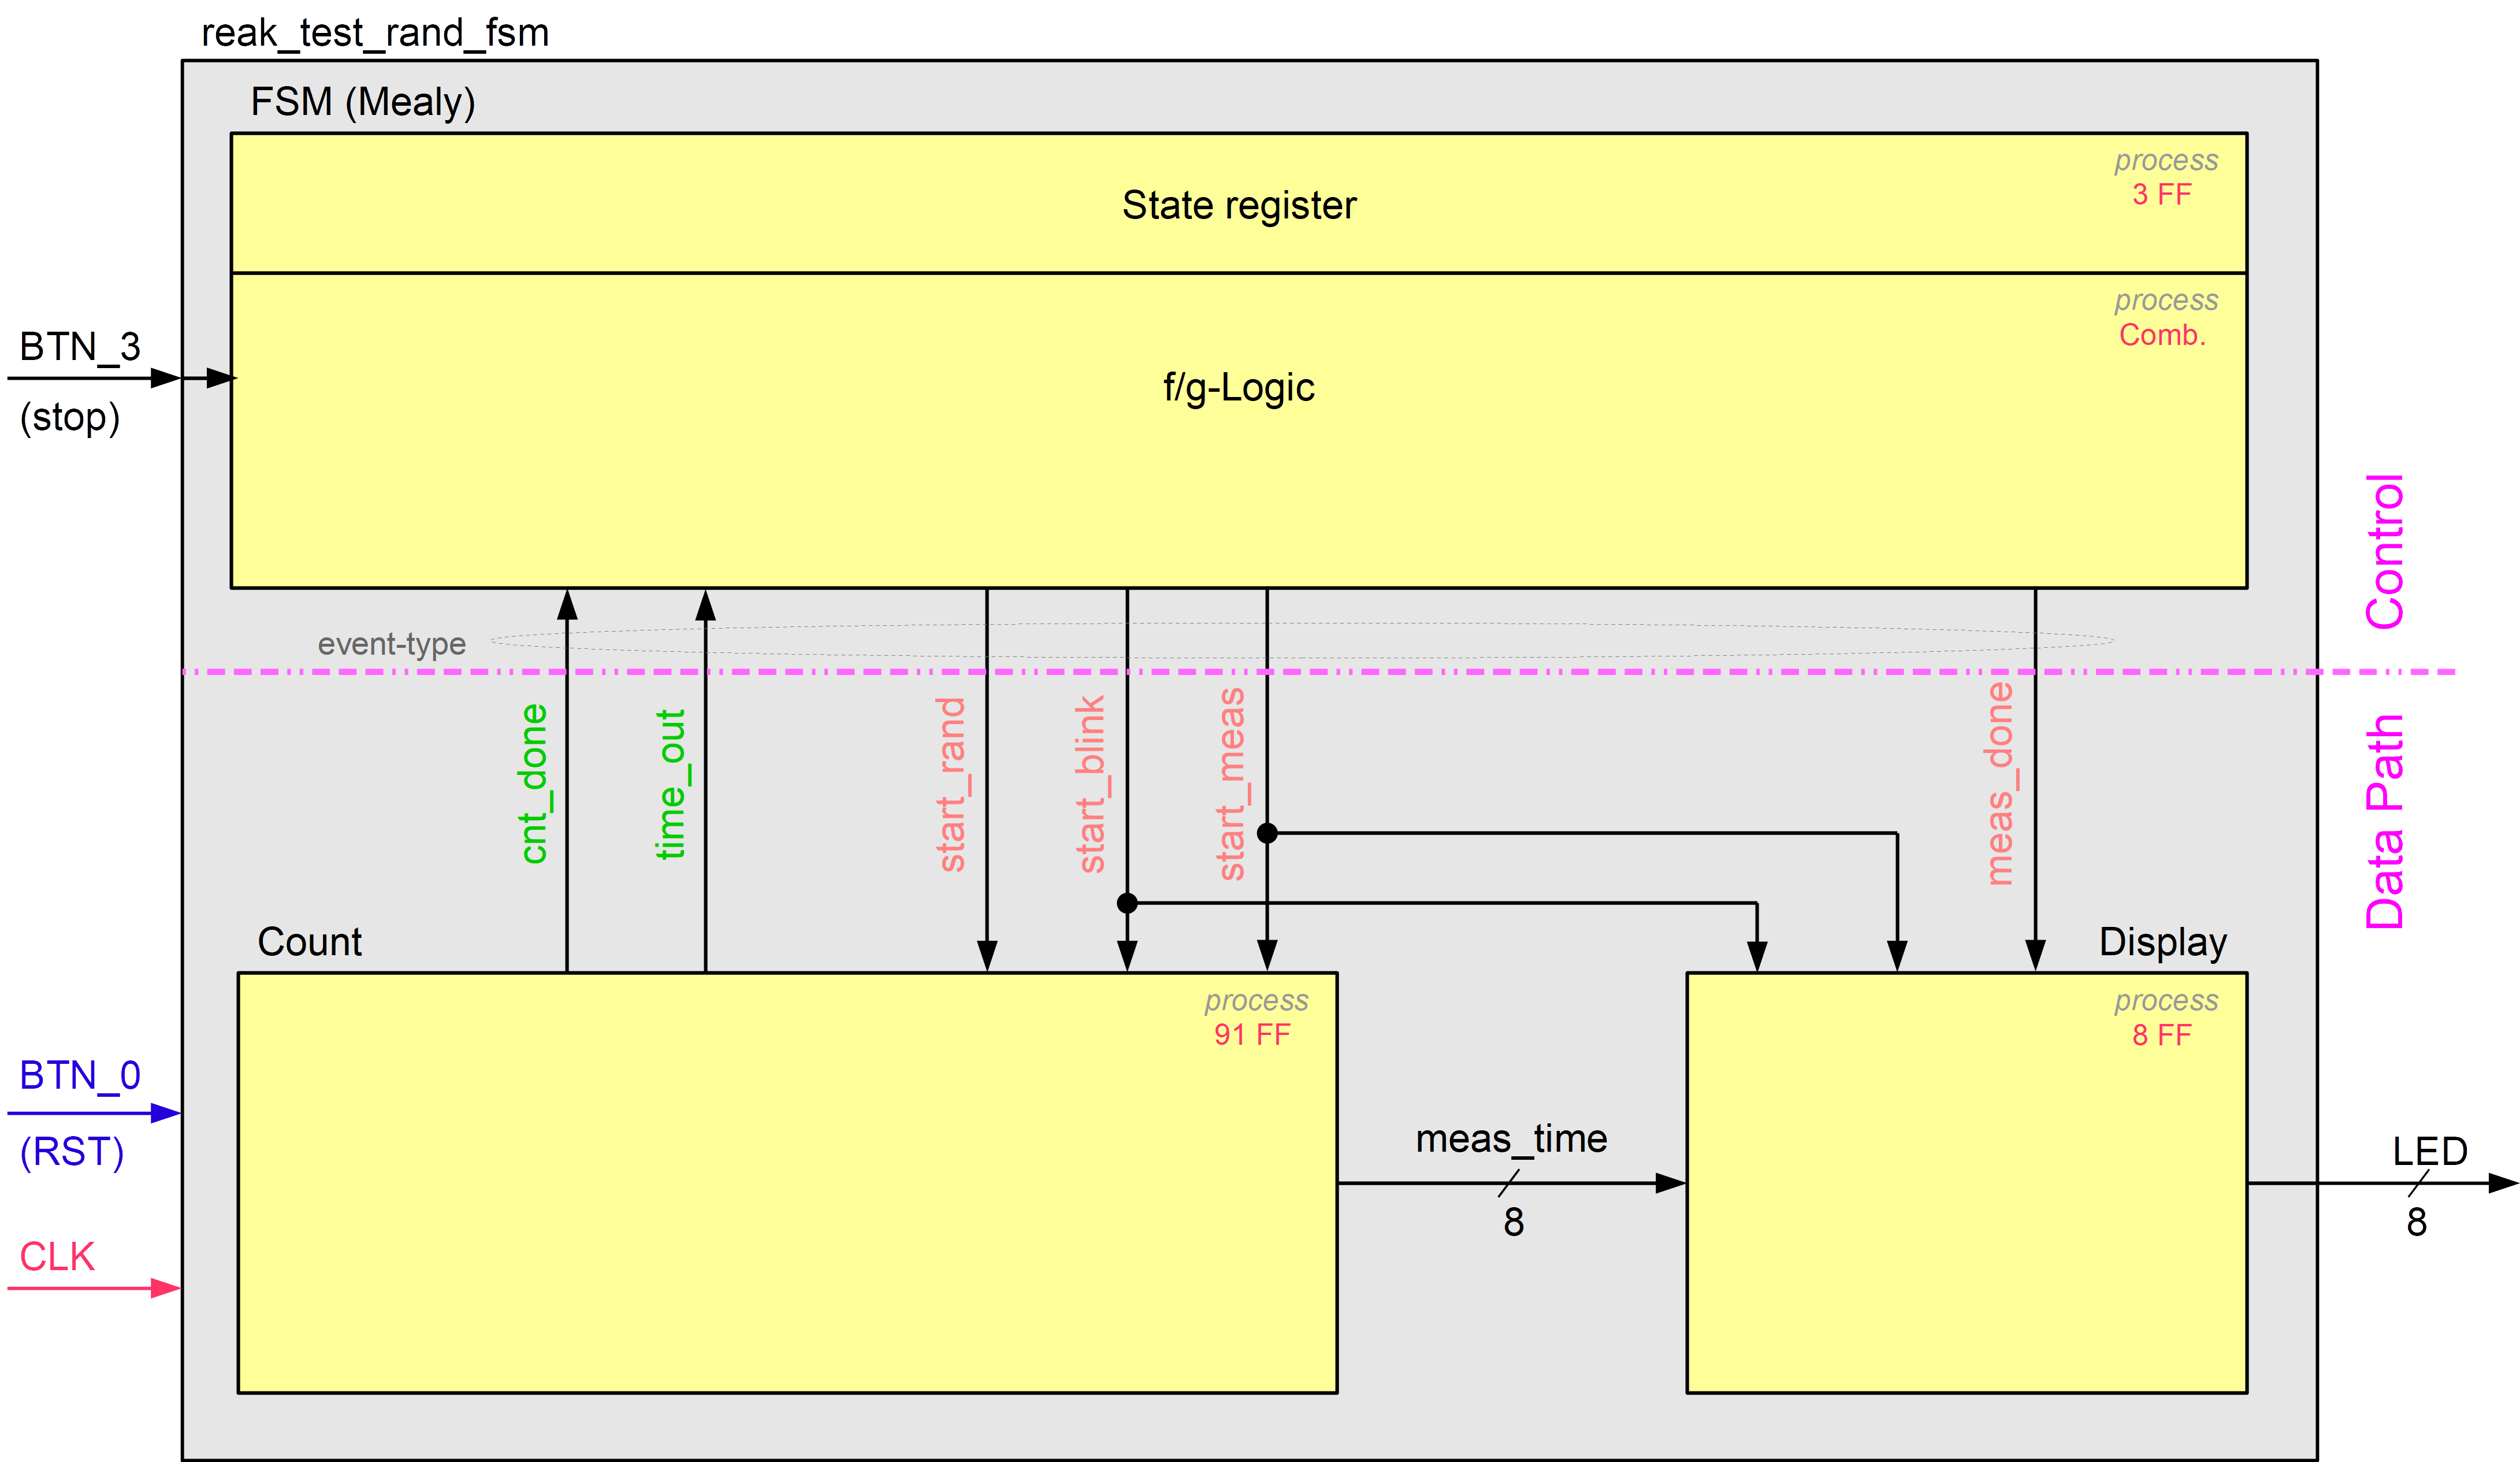 reak_test_rand_fsm
FSM (Mealy)
process
3 FF
State register
process
Comb.
f/g-Logic
BTN_3
(stop)
Control
event-type
cnt_done
time_out
start_rand
start_blink
start_meas
meas_done
Data Path
Count
Display
process
91 FF
process
8 FF
BTN_0
(RST)
meas_time
8
LED
8
CLK